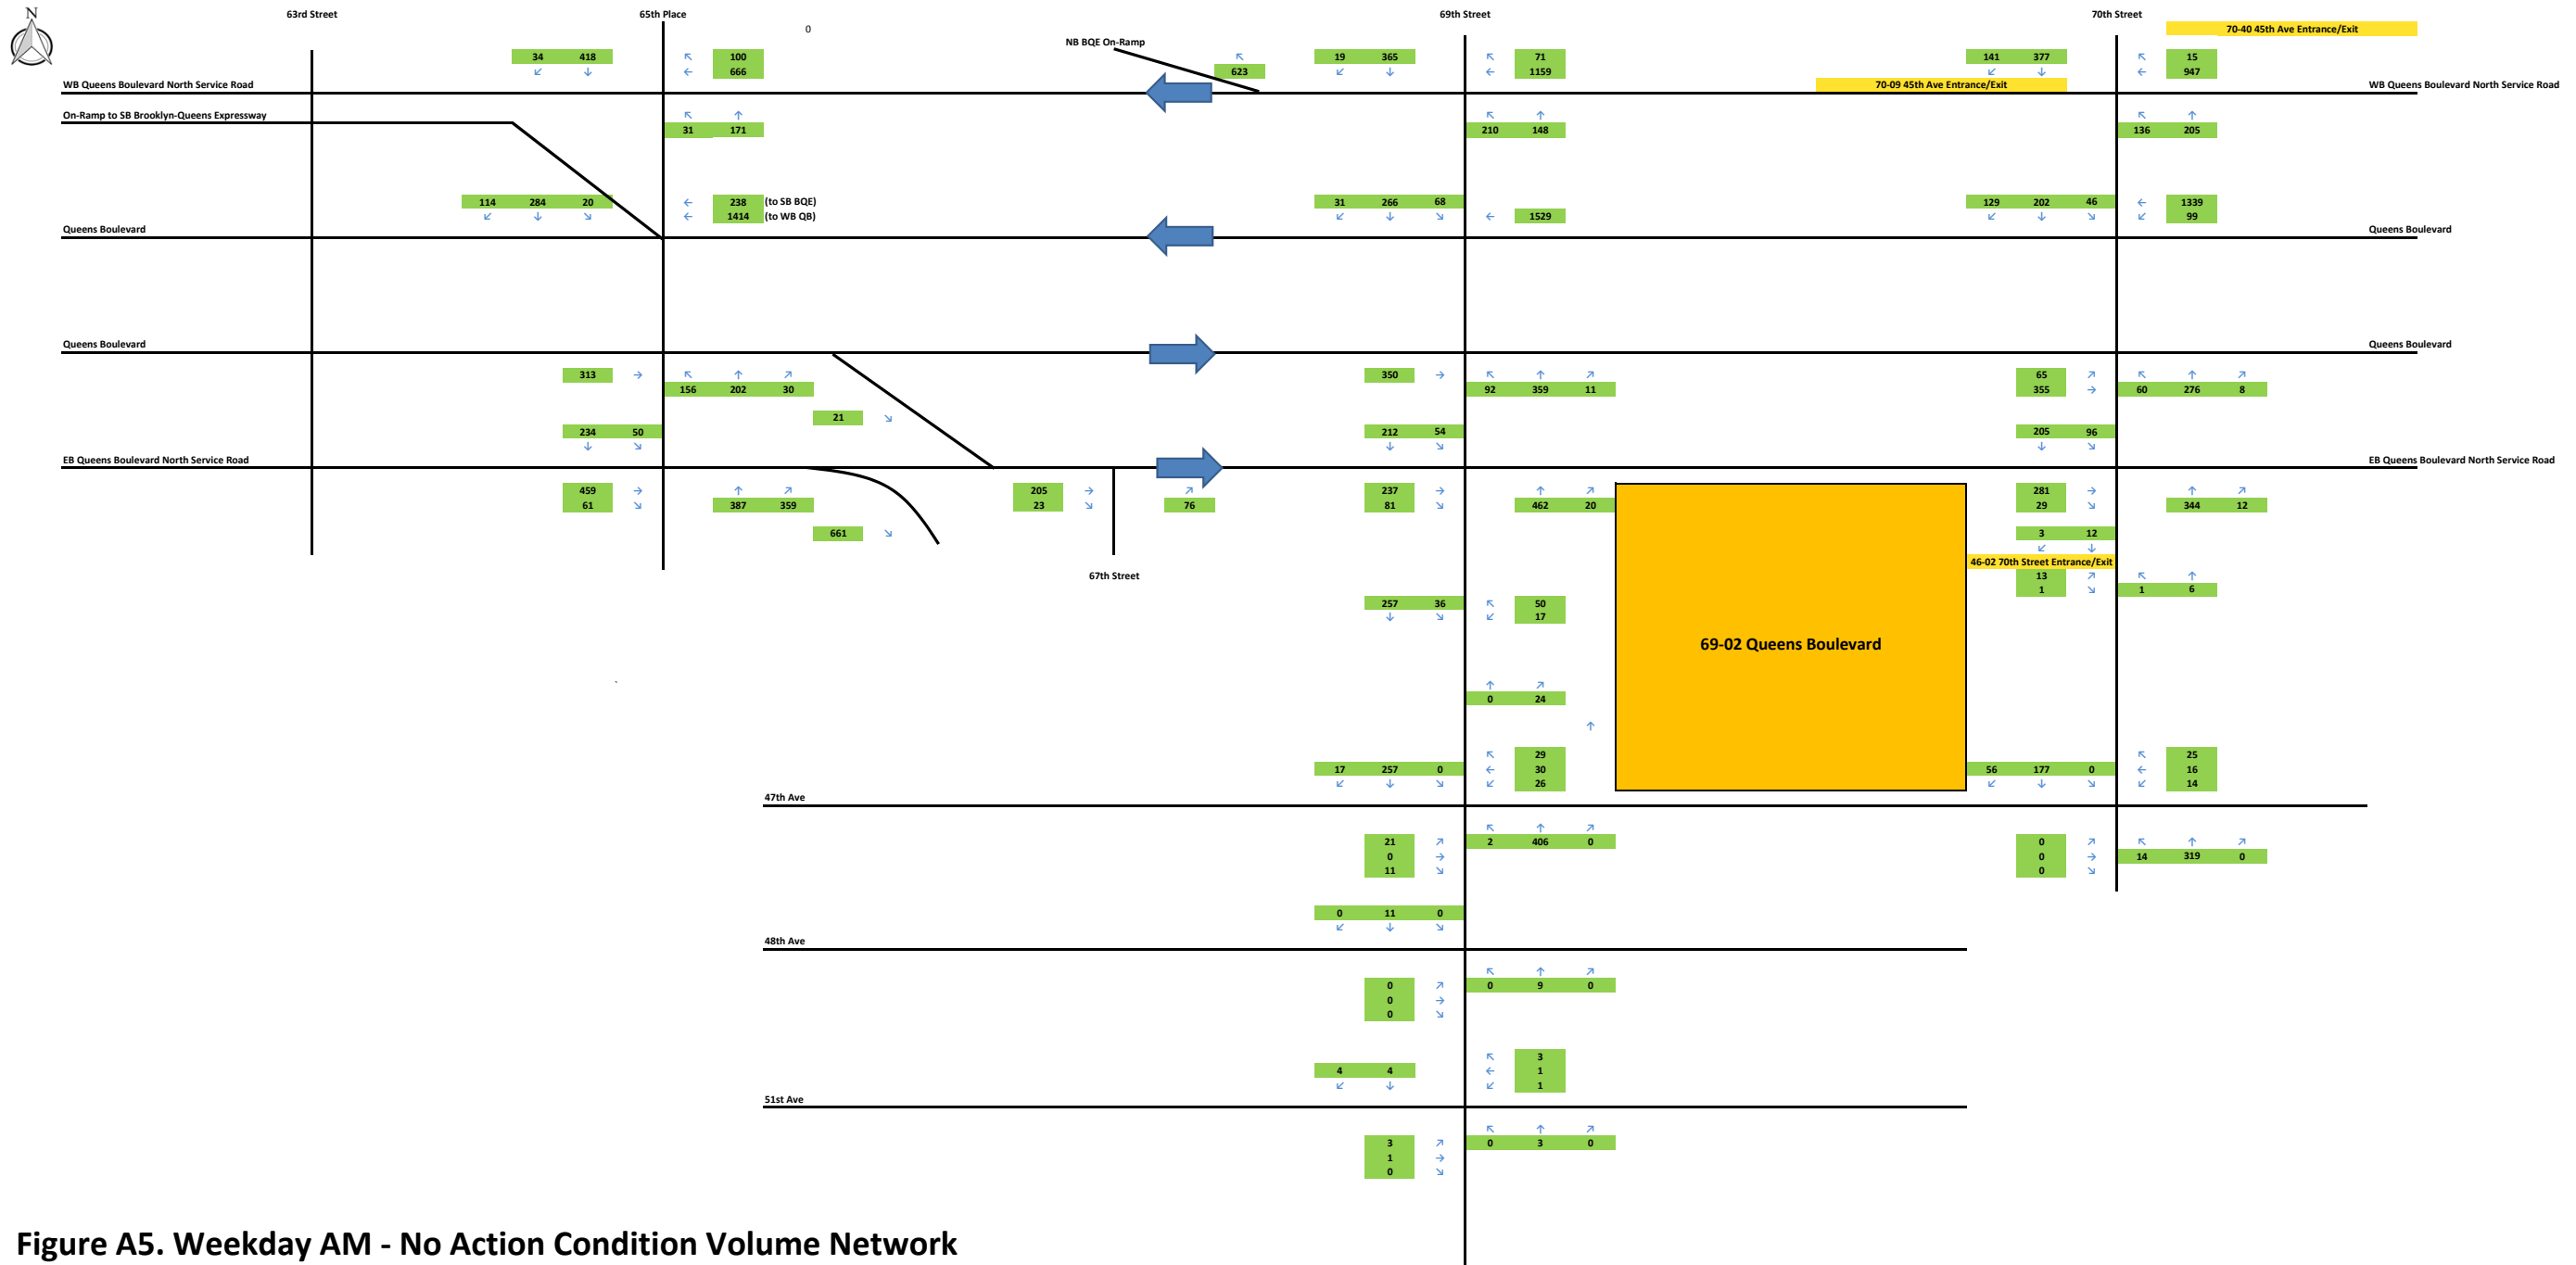 N
63rd Street 65th Place 69th Street 70th Street
0
70-40 45th Ave Entrance/Exit
NB BQE On-Ramp
34 418 ↖ 100 ↖ 19 365 ↖ 71 141 377 ↖ 15
↙ ↓ ← 666 623 ↙ ↓ ← 1159 ↙ ↓ ← 947
WB Queens Boulevard North Service Road 70-09 45th Ave Entrance/Exit WB Queens Boulevard North Service Road
On-Ramp to SB Brooklyn-Queens Expressway ↖ ↑ ↖ ↑ ↖ ↑
31 171 210 148 136 205
114 284 20 ← 238 (to SB BQE) 31 266 68 129 202 46 ← 1339
↙ ↓ ↘ ← 1414 (to WB QB) ↙ ↓ ↘ ← 1529 ↙ ↓ ↘ ↙ 99
Queens Boulevard Queens Boulevard
Queens Boulevard Queens Boulevard
313 → ↖ ↑ ↗ 350 → ↖ ↑ ↗ 65 ↗ ↖ ↑ ↗
156 202 30 92 359 11 355 → 60 276 8
21 ↘
234 50 212 54 205 96
↓ ↘ ↓ ↘ ↓ ↘
EB Queens Boulevard North Service Road EB Queens Boulevard North Service Road
459 → ↑ ↗ 205 → ↗ 237 → ↑ ↗ 281 → ↑ ↗
61 ↘ 387 359 23 ↘ 76 81 ↘ 462 20 29 ↘ 344 12
661 ↘ 3 12
↙ ↓
46-02 70th Street Entrance/Exit
67th Street 13 ↗ ↖ ↑
1 ↘ 1 6
257 36 ↖ 50
↓ ↘ ↙ 17
69-02 Queens Boulevard
`
↑ ↗
0 24
↑
↖ 29 ↖ 25
17 257 0 ← 30 56 177 0 ← 16
↙ ↓ ↘ ↙ 26 ↙ ↓ ↘ ↙ 14
47th Ave
↖ ↑ ↗
21 ↗ 2 406 0 0 ↗ ↖ ↑ ↗
0 → 0 → 14 319 0
11 ↘ 0 ↘
0 11 0
↙ ↓ ↘
48th Ave
↖ ↑ ↗
0 ↗ 0 9 0
0 →
0 ↘
↖ 3
4 4 ← 1
↙ ↓ ↙ 1
51st Ave
↖ ↑ ↗
3 ↗ 0 3 0
1 →
0 ↘
Figure A5. Weekday AM - No Action Condition Volume Network